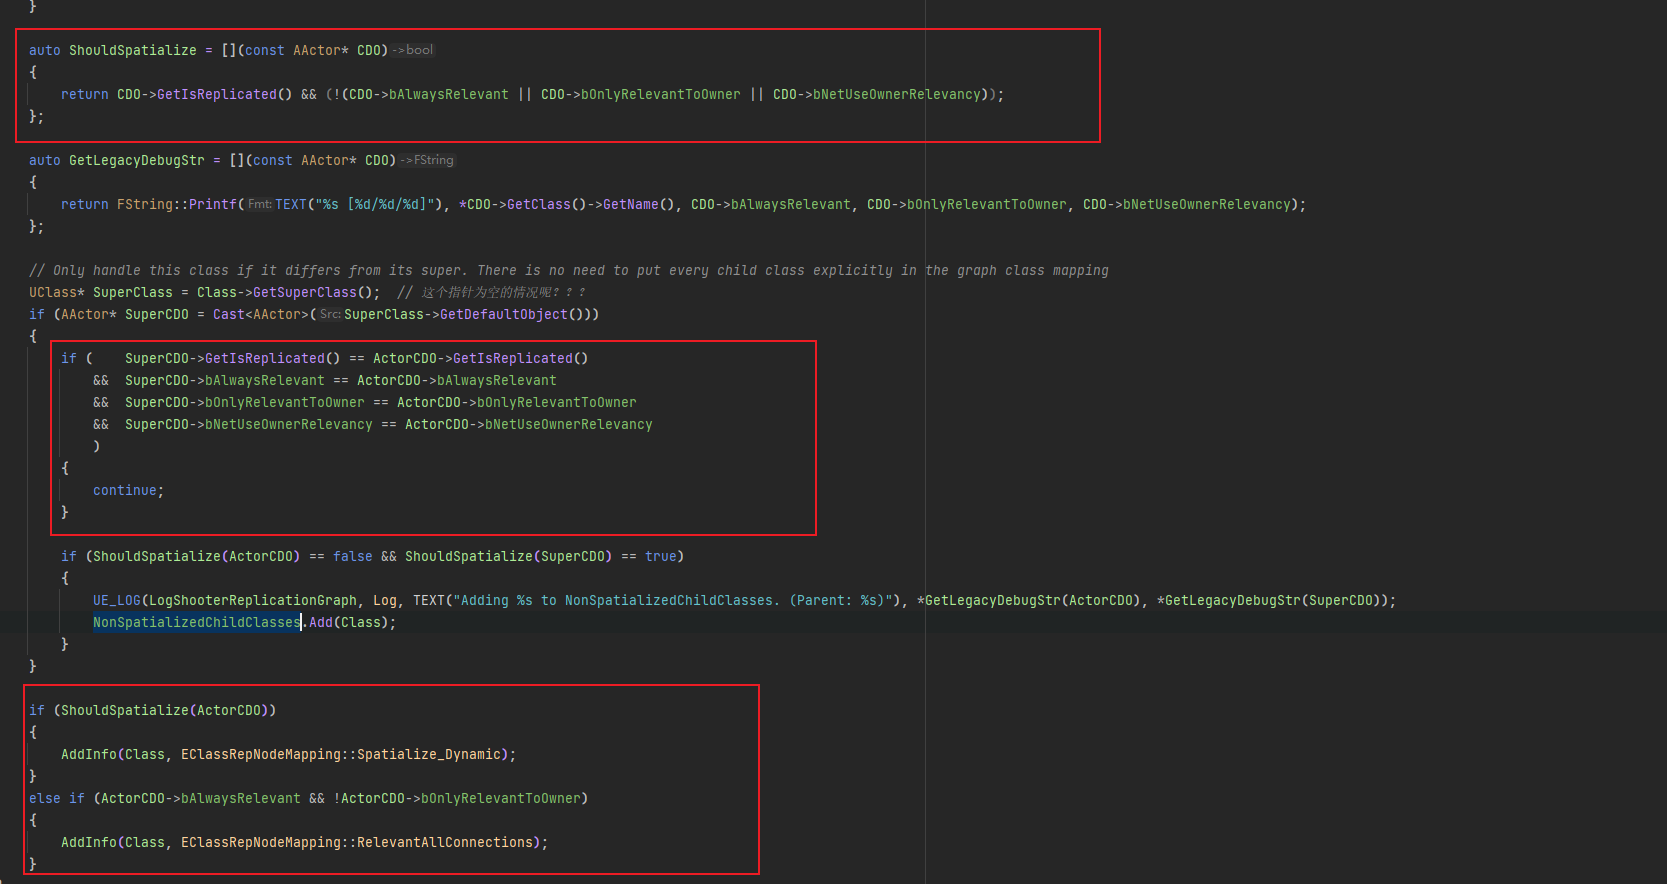 }
auto ShouldSpatialize = [](const AActor* CDO) ->bool
{
    return CDO->GetIsReplicated() && (!(CDO->bAlwaysRelevant || CDO->bOnlyRelevantToOwner || CDO->bNetUseOwnerRelevancy));
};
auto GetLegacyDebugStr = [](const AActor* CDO) ->FString
{
    return FString::Printf( Fmt: TEXT("%s [%d/%d/%d]"), *CDO->GetClass()->GetName(), CDO->bAlwaysRelevant, CDO->bOnlyRelevantToOwner, CDO->bNetUseOwnerRelevancy);
};
// Only handle this class if it differs from its super. There is no need to put every child class explicitly in the graph class mapping
UClass* SuperClass = Class->GetSuperClass();  // 这个指针为空的情况呢？？？
if (AActor* SuperCDO = Cast<AActor>( Src: SuperClass->GetDefaultObject()))
{
    if (    SuperCDO->GetIsReplicated() == ActorCDO->GetIsReplicated()
        &&  SuperCDO->bAlwaysRelevant == ActorCDO->bAlwaysRelevant
        &&  SuperCDO->bOnlyRelevantToOwner == ActorCDO->bOnlyRelevantToOwner
        &&  SuperCDO->bNetUseOwnerRelevancy == ActorCDO->bNetUseOwnerRelevancy
        )
    {
        continue;
    }
    if (ShouldSpatialize(ActorCDO) == false && ShouldSpatialize(SuperCDO) == true)
    {
        UE_LOG(LogShooterReplicationGraph, Log, TEXT("Adding %s to NonSpatializedChildClasses. (Parent: %s)"), *GetLegacyDebugStr(ActorCDO), *GetLegacyDebugStr(SuperCDO));
        NonSpatializedChildClasses.Add(Class);
    }
}
if (ShouldSpatialize(ActorCDO))
{
    AddInfo(Class, EClassRepNodeMapping::Spatialize_Dynamic);
}
else if (ActorCDO->bAlwaysRelevant && !ActorCDO->bOnlyRelevantToOwner)
{
    AddInfo(Class, EClassRepNodeMapping::RelevantAllConnections);
}